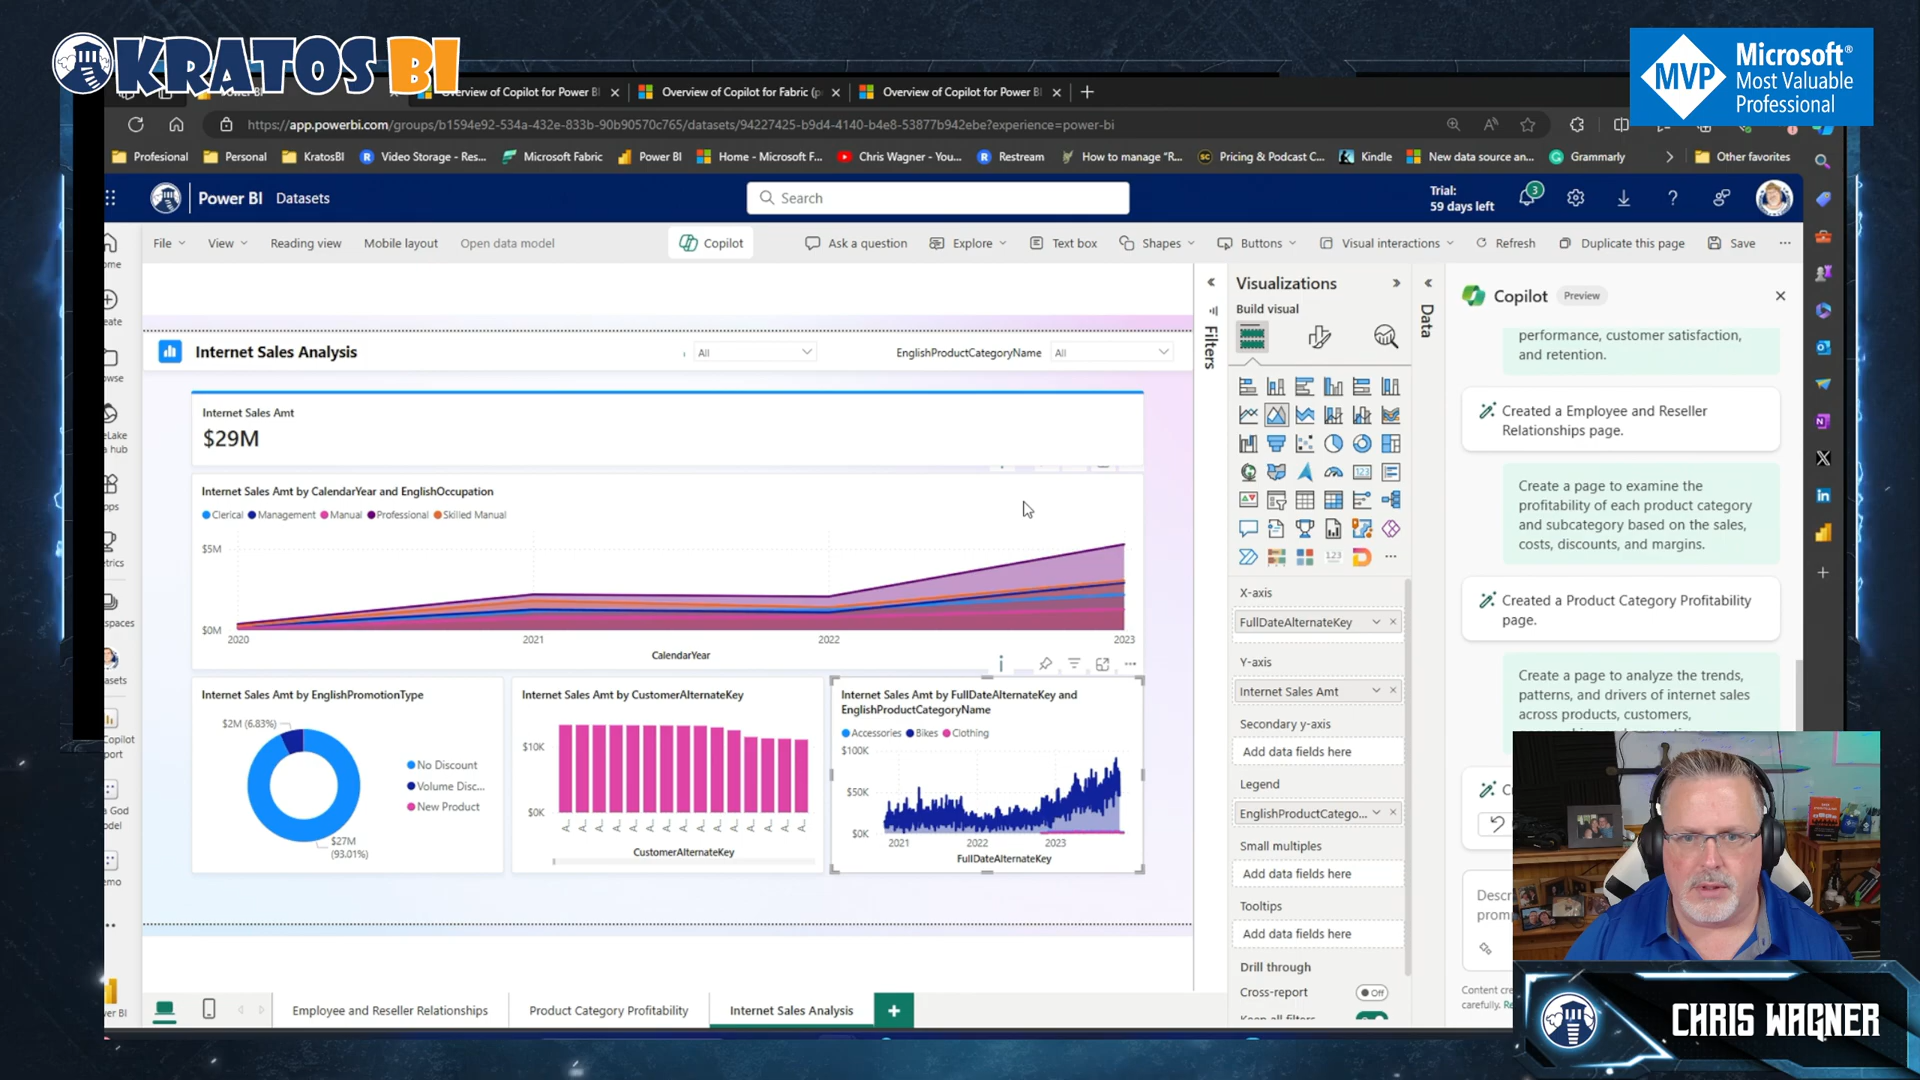 KRATOS BI
Microsoft®
MVP
Most Valuable
Professional
Overview of Copilot for Power BI
Overview of Copilot for Fabric (p
Overview of Copilot for Power BI
https://app.powerbi.com/groups/b1594e92-534a-432e-833b-90b90570c765/datasets/94227425-b9d4-4140-b4e8-53877b942ebe?experience=power-bi
Profesional
Personal
KratosBI
Video Storage - Res...
Microsoft Fabric
Power BI
Home - Microsoft F...
Chris Wagner - You...
Restream
How to manage "R...
Pricing & Podcast C...
Kindle
New data source an...
Grammarly
Other favorites
Power BI
Datasets
Search
Trial:
59 days left
3
File
View
Reading view
Mobile layout
Open data model
Copilot
Ask a question
Explore
Text box
Shapes
Buttons
Visual interactions
Refresh
Duplicate this page
Save
Internet Sales Analysis
All
EnglishProductCategoryName
All
Internet Sales Amt
$29M
Internet Sales Amt by CalendarYear and EnglishOccupation
Clerical Management Manual Professional Skilled Manual
$5M
$0M
2020
2021
2022
2023
CalendarYear
Internet Sales Amt by EnglishPromotionType
$2M (6.83%)
No Discount
Volume Disc...
New Product
$27M
(93.01%)
Internet Sales Amt by CustomerAlternateKey
$10K
$0K
A... A... A... A... A... A... A... A... A... A... A... A... A... A... A...
CustomerAlternateKey
Internet Sales Amt by FullDateAlternateKey and
EnglishProductCategoryName
Accessories Bikes Clothing
$100K
$50K
$0K
2021
2022
2023
FullDateAlternateKey
Employee and Reseller Relationships
Product Category Profitability
Internet Sales Analysis
Filters
Visualizations
Build visual
123
X-axis
FullDateAlternateKey
Y-axis
Internet Sales Amt
Secondary y-axis
Add data fields here
Legend
EnglishProductCatego...
Small multiples
Add data fields here
Tooltips
Add data fields here
Drill through
Cross-report
Off
Keep all filters
Data
Copilot
Preview
performance, customer satisfaction,
and retention.
Created a Employee and Reseller
Relationships page.
Create a page to examine the
profitability of each product category
and subcategory based on the sales,
costs, discounts, and margins.
Created a Product Category Profitability
page.
Create a page to analyze the trends,
patterns, and drivers of internet sales
across products, customers,
Descr
prom
Content cre
carefully. Re
CHRIS WAGNER